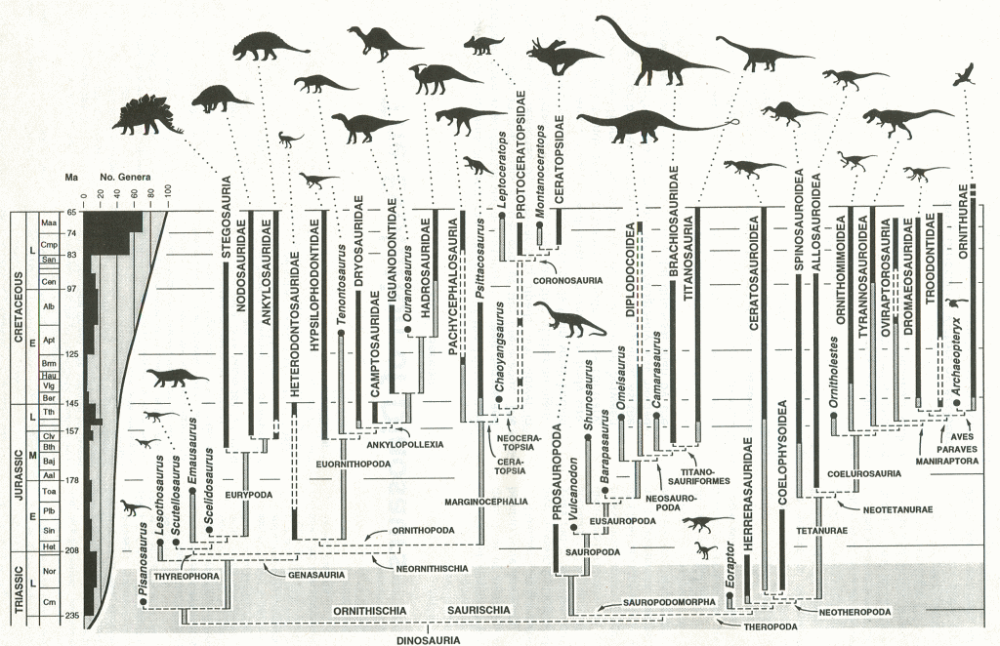 Ma
No. Genera
0
20
40
60
80
100
65
74
83
97
125
145
157
178
208
235
CRETACEOUS
JURASSIC
TRIASSIC
L
E
L
M
E
L
Maa
Cmp
San
Cen
Alb
Apt
Brm
Hau
Vlg
Ber
Tth
Clv
Bth
Baj
Aal
Toa
Plb
Sin
Het
Nor
Crn
Pisanosaurus
Lesothosaurus
Scutellosaurus
Emausaurus
Scelidosaurus
STEGOSAURIA
NODOSAURIDAE
ANKYLOSAURIDAE
HETERODONTOSAURIDAE
HYPSILOPHODONTIDAE
Tenontosaurus
DRYOSAURIDAE
CAMPTOSAURIDAE
IGUANODONTIDAE
Ouranosaurus
HADROSAURIDAE
PACHYCEPHALOSAURIA
Psittacosaurus
Chaoyangsaurus
Leptoceratops
PROTOCERATOPSIDAE
Montanoceratops
CERATOPSIDAE
PROSAUROPODA
Vulcanodon
Shunosaurus
Barapasaurus
Omeisaurus
DIPLODOCOIDEA
Camarasaurus
BRACHIOSAURIDAE
TITANOSAURIA
Eoraptor
HERRERASAURIDAE
CERATOSAURIDAE
COELOPHYSOIDEA
SPINOSAUROIDEA
ALLOSAUROIDEA
Ornitholestes
ORNITHOMIMOIDEA
TYRANNOSAUROIDEA
OVIRAPTOROSAURIA
DROMAEOSAURIDAE
TROODONTIDAE
Archaeopteryx
ORNITHURAE
CORONOSAURIA
NEOCERA-
TOPSIA
CERA-
TOPSIA
ANKYLOPOLLEXIA
EUORNITHOPODA
EURYPODA
MARGINOCEPHALIA
ORNITHOPODA
THYREOPHORA
GENASAURIA
NEORNITHISCHIA
TITANO-
SAURIFORMES
NEOSAURO-
PODA
EUSAUROPODA
SAUROPODA
AVES
PARAVES
MANIRAPTORA
COELUROSAURIA
NEOTETANURAE
TETANURAE
ORNITHISCHIA
SAURISCHIA
SAUROPODOMORPHA
NEOTHEROPODA
THEROPODA
DINOSAURIA